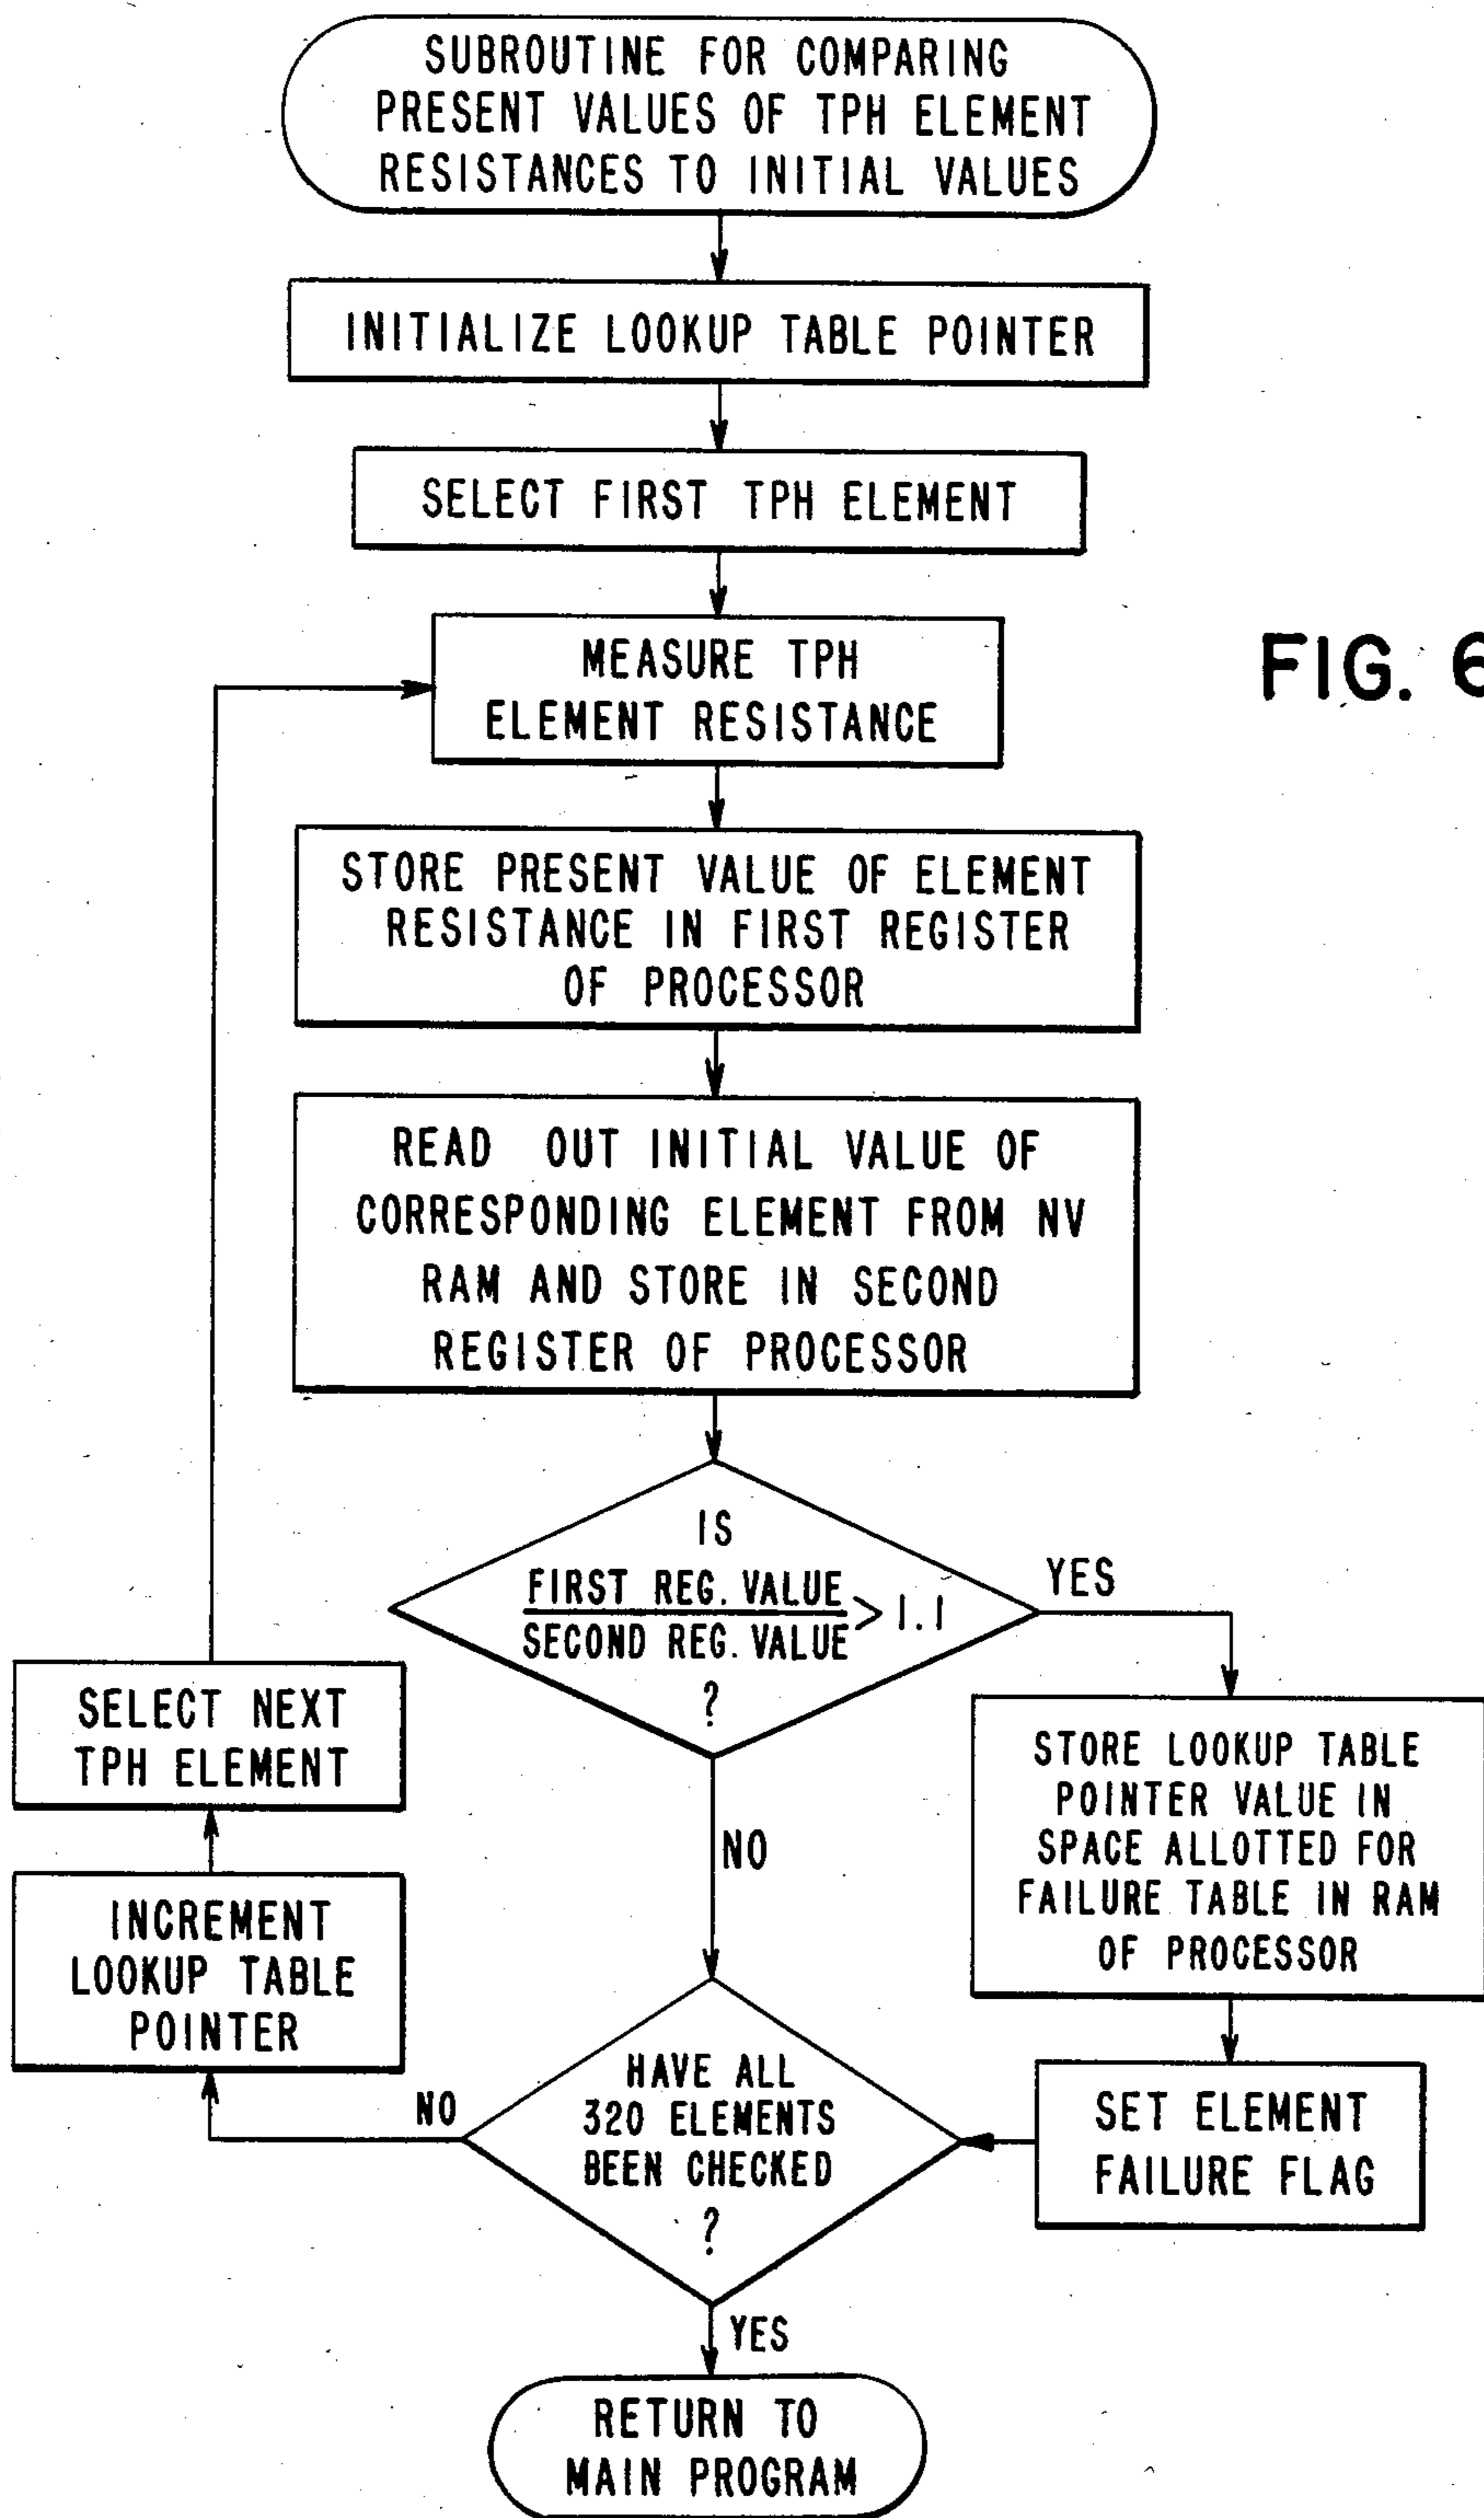 SUBROUTINE FOR COMPARING
PRESENT VALUES OF TPH ELEMENT
RESISTANCES TO INITIAL VALUES
INITIALIZE LOOKUP TABLE POINTER
SELECT FIRST TPH ELEMENT
MEASURE TPH
ELEMENT RESISTANCE
FIG. 6
STORE PRESENT VALUE OF ELEMENT
RESISTANCE IN FIRST REGISTER
OF PROCESSOR
READ OUT INITIAL VALUE OF
CORRESPONDING ELEMENT FROM NV
RAM AND STORE IN SECOND
REGISTER OF PROCESSOR
IS
FIRST REG. VALUE
SECOND REG. VALUE
> 1.1
?
YES
NO
STORE LOOKUP TABLE
POINTER VALUE IN
SPACE ALLOTTED FOR
FAILURE TABLE IN RAM
OF PROCESSOR
SET ELEMENT
FAILURE FLAG
HAVE ALL
320 ELEMENTS
BEEN CHECKED
?
NO
INCREMENT
LOOKUP TABLE
POINTER
SELECT NEXT
TPH ELEMENT
YES
RETURN TO
MAIN PROGRAM